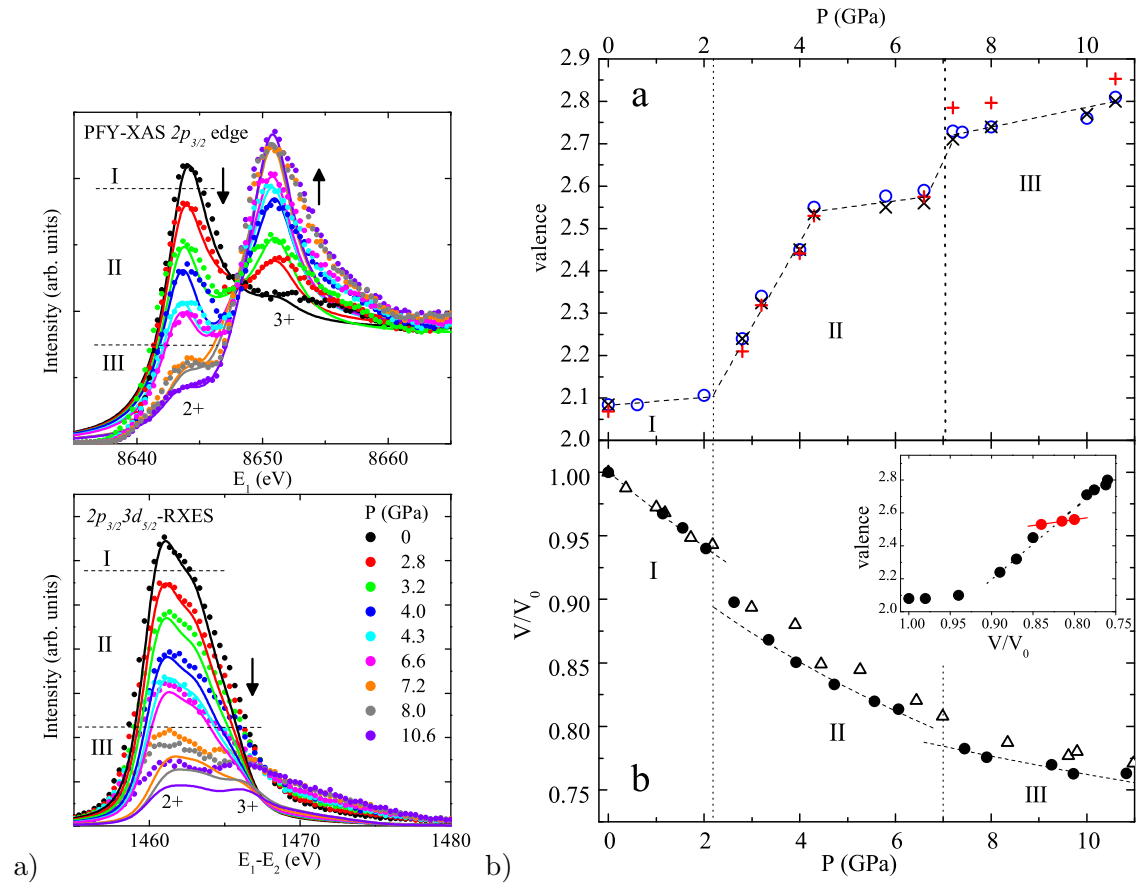 PFY-XAS 2p3/2 edge
I
II
III
3+
2+
Intensity (arb. units)
8640 8650 8660
E1 (eV)
2p3/23d5/2-RXES
P (GPa)
0
2.8
3.2
4.0
4.3
6.6
7.2
8.0
10.6
I
II
III
2+
3+
Intensity (arb. units)
1460 1470 1480
E1-E2 (eV)
a)
P (GPa)
0 2 4 6 8 10
2.9
2.8
2.7
2.6
2.5
2.4
2.3
2.2
2.1
2.0
valence
a
I
II
III
1.00
0.95
0.90
0.85
0.80
0.75
V/V0
b
I
II
III
2.8
2.6
2.4
2.2
2.0
valence
1.00 0.95 0.90 0.85 0.80 0.75
V/V0
0 2 4 6 8 10
P (GPa)
b)